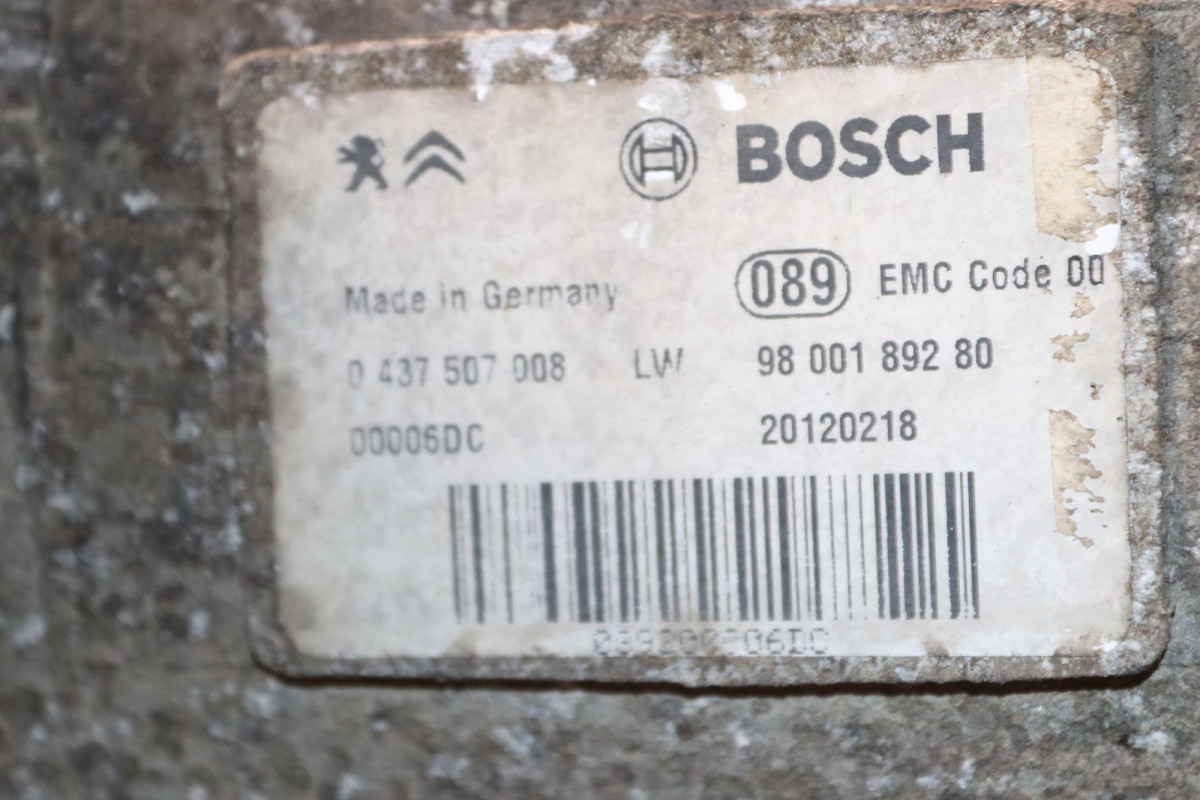 BOSCH
Made in Germany 089 EMC Code 00
0 437 507 008 LW 98 001 892 80
00006DC 20120218